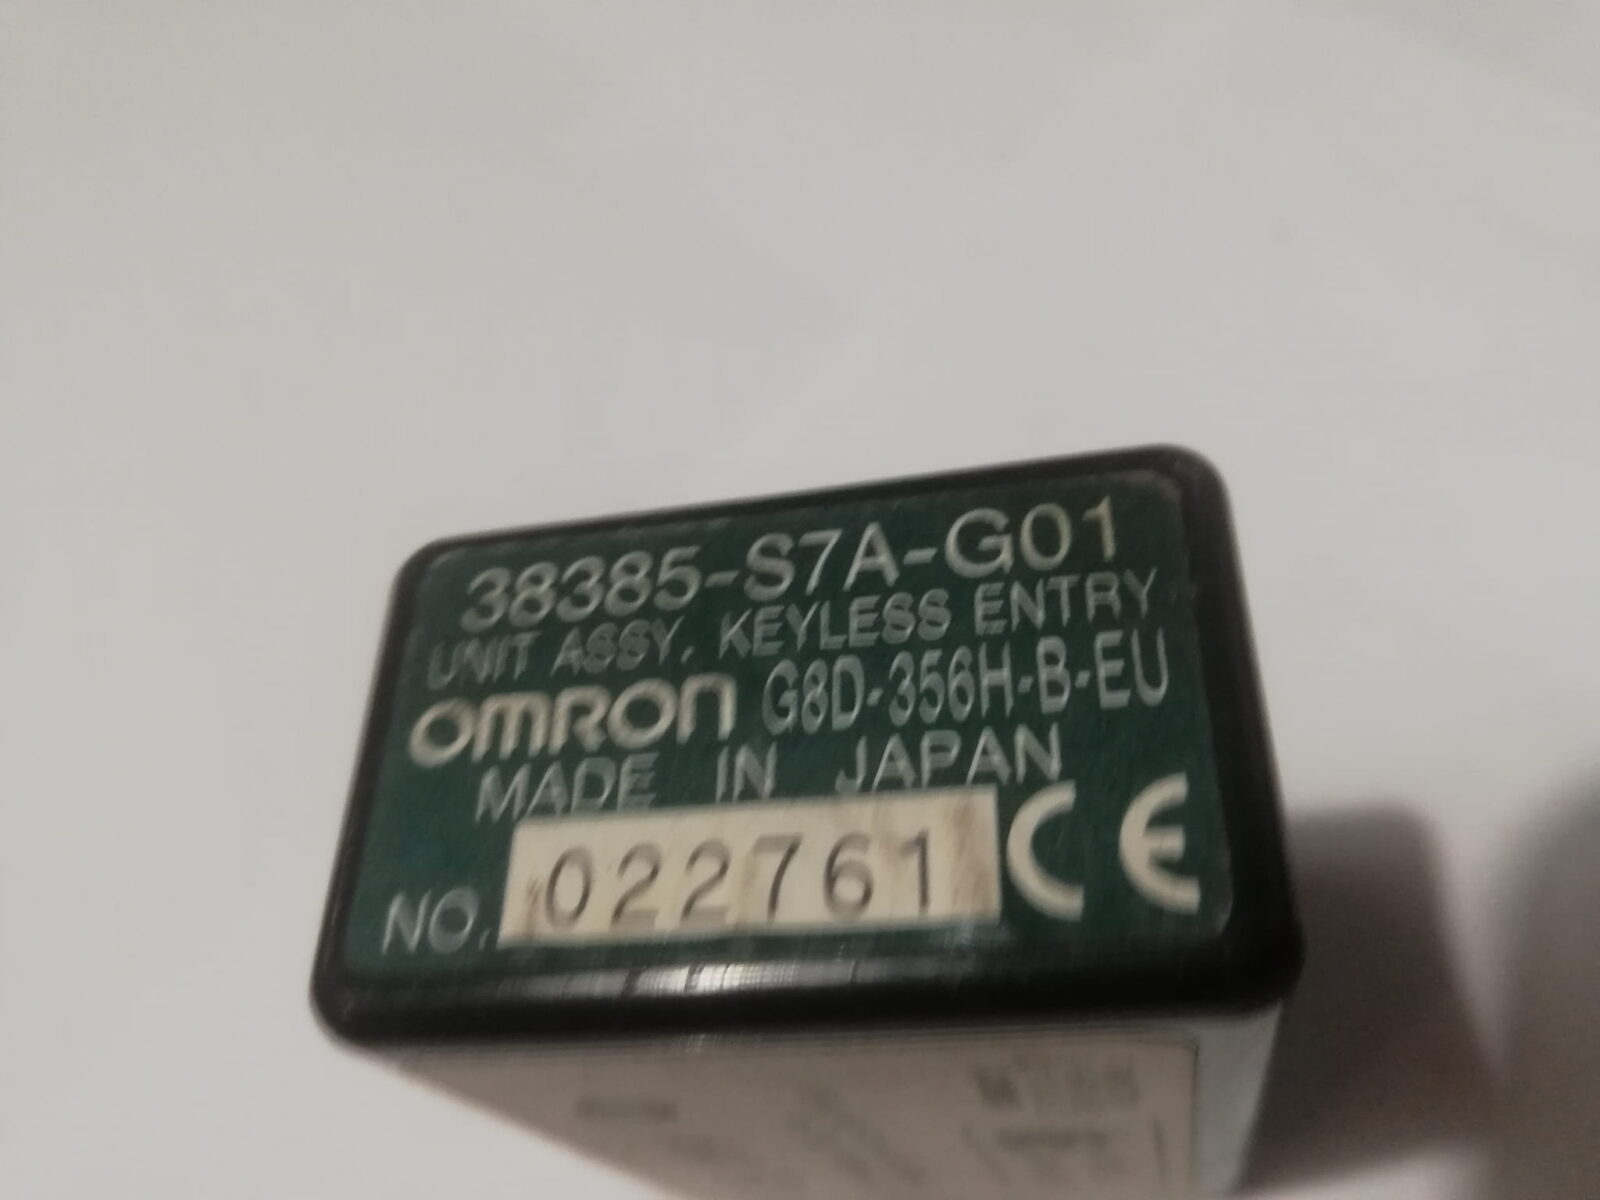 38385-S7A-G01
UNIT ASSY, KEYLESS ENTRY
OMRON G8D-356H-B-EU
MADE IN JAPAN
NO. 022761 CE